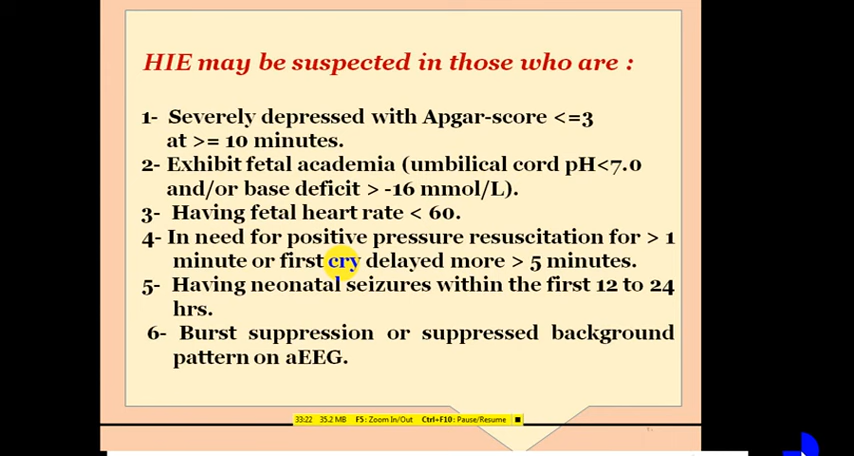 HIE may be suspected in those who are :
1- Severely depressed with Apgar-score <=3
at >= 10 minutes.
2- Exhibit fetal academia (umbilical cord pH<7.0
and/or base deficit > -16 mmol/L).
3- Having fetal heart rate < 60.
4- In need for positive pressure resuscitation for > 1
minute or first cry delayed more > 5 minutes.
5- Having neonatal seizures within the first 12 to 24
hrs.
6- Burst suppression or suppressed background
pattern on aEEG.
33:22 35.2 MB F5: Zoom In/Out Ctrl+F10: Pause/Resume